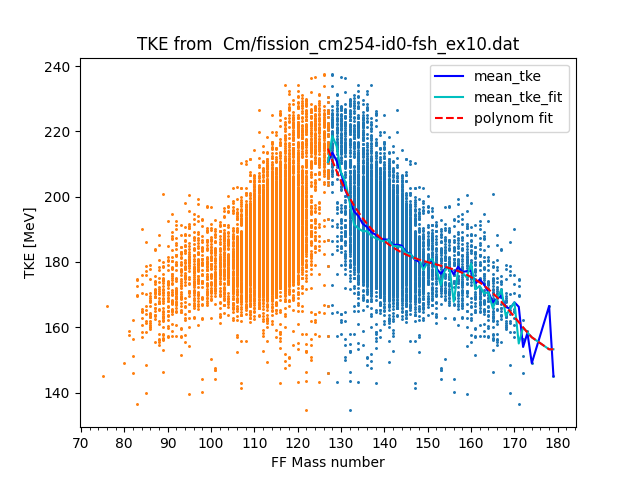 TKE from  Cm/fission_cm254-id0-fsh_ex10.dat
mean_tke
mean_tke_fit
polynom fit
TKE [MeV]
240
220
200
180
160
140
70 80 90 100 110 120 130 140 150 160 170 180
FF Mass number